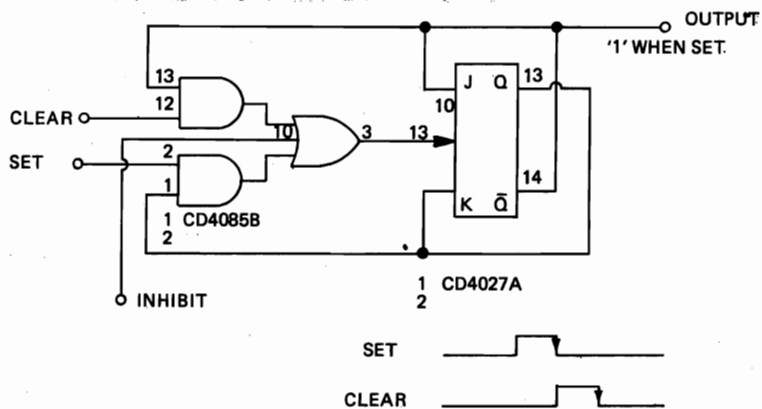 OUTPUT
'1' WHEN SET.
13
12
CLEAR
10
3
13
J Q 13
10
SET
2
1
14
K Q̄
1 CD4085B
2
1 CD4027A
2
INHIBIT
SET
CLEAR